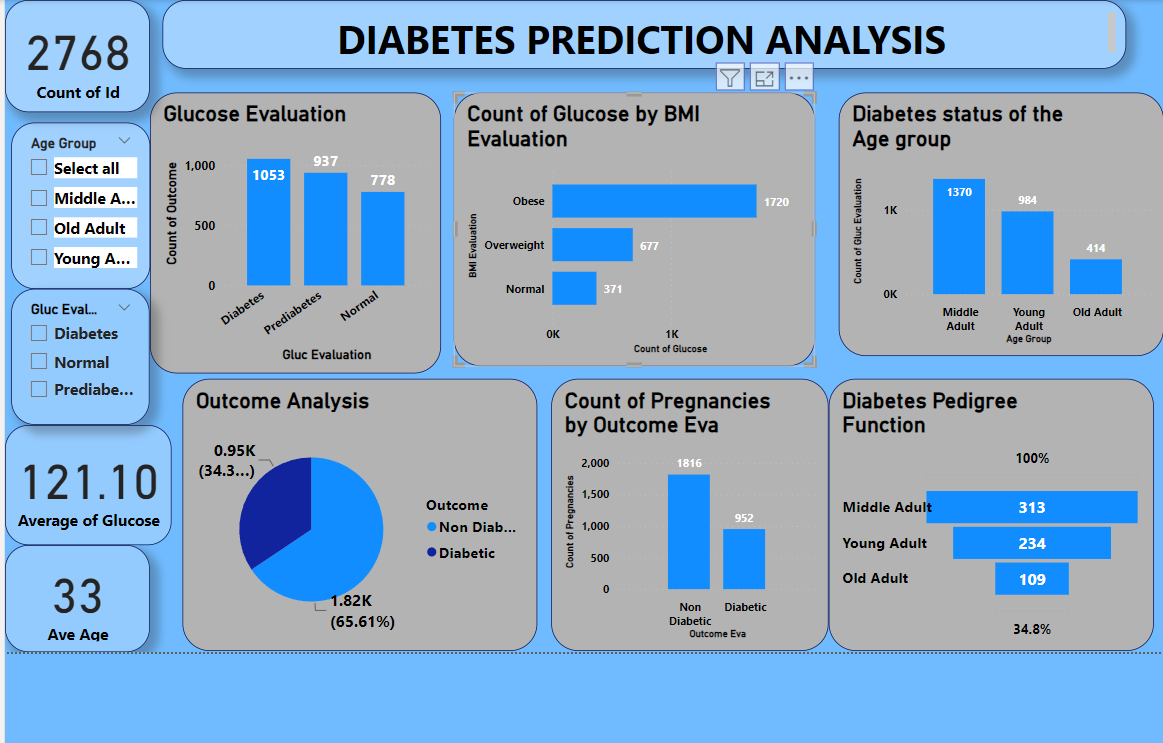 2768
Count of Id
DIABETES PREDICTION ANALYSIS
Age Group
Select all
Middle A...
Old Adult
Young A...
Gluc Eval...
Diabetes
Normal
Prediabe...
121.10
Average of Glucose
33
Ave Age
Glucose Evaluation
Count of Outcome
1,000
500
0
1053
937
778
Diabetes
Prediabetes
Normal
Gluc Evaluation
Count of Glucose by BMI
Evaluation
BMI Evaluation
Obese
1720
Overweight
677
Normal
371
0K
1K
Count of Glucose
Diabetes status of the
Age group
Count of Gluc Evaluation
1K
0K
1370
984
414
Middle
Adult
Young
Adult
Old Adult
Age Group
Outcome Analysis
0.95K
(34.3...)
1.82K
(65.61%)
Outcome
Non Diab...
Diabetic
Count of Pregnancies
by Outcome Eva
Count of Pregnancies
2,000
1,500
1,000
500
0
1816
952
Non
Diabetic
Diabetic
Outcome Eva
Diabetes Pedigree
Function
100%
Middle Adult
313
Young Adult
234
Old Adult
109
34.8%